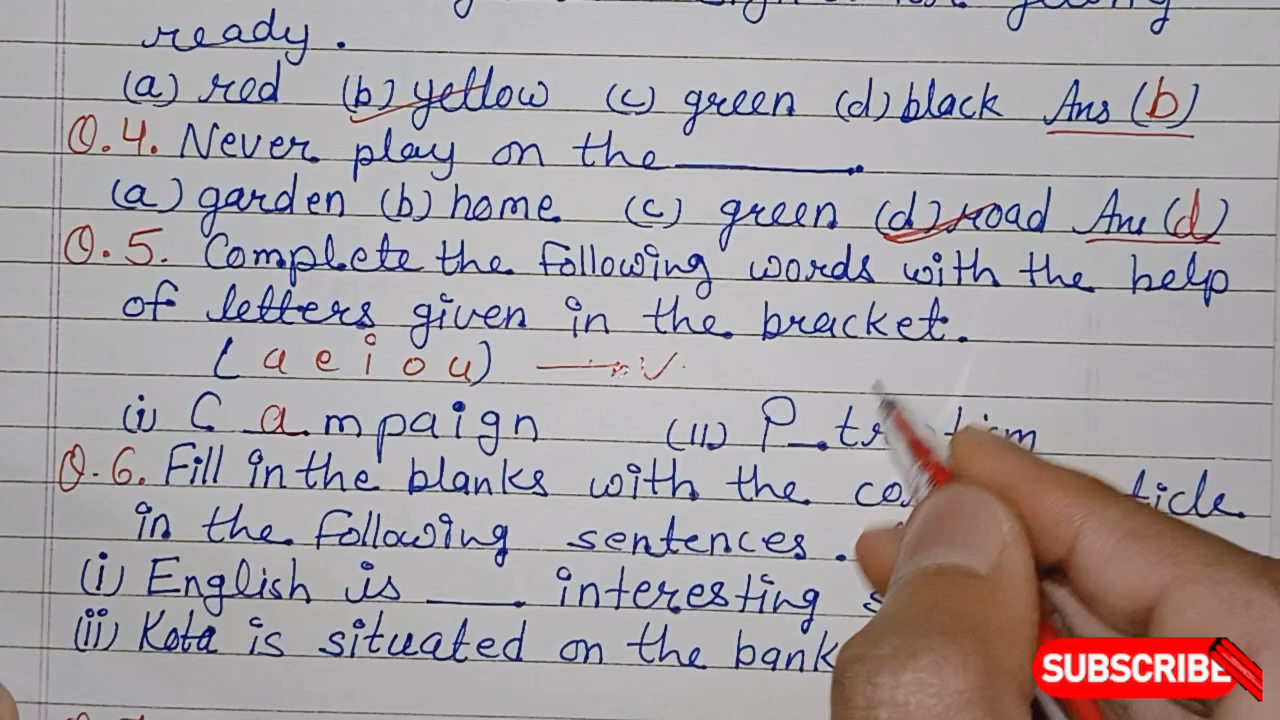 ready.
(a) red (b) yellow (c) green (d) black Ans (b)
Q.4. Never play on the ______.
(a) garden (b) home (c) green (d) road Ans (d)
Q.5. Complete the following words with the help
of letters given in the bracket.
(a e i o u)
(i) C a mpaign (ii) P_tr
Q.6. Fill in the blanks with the
in the following sentences.
(i) English is ____ interesting
(ii) Kota is situated on the bank
SUBSCRIBE